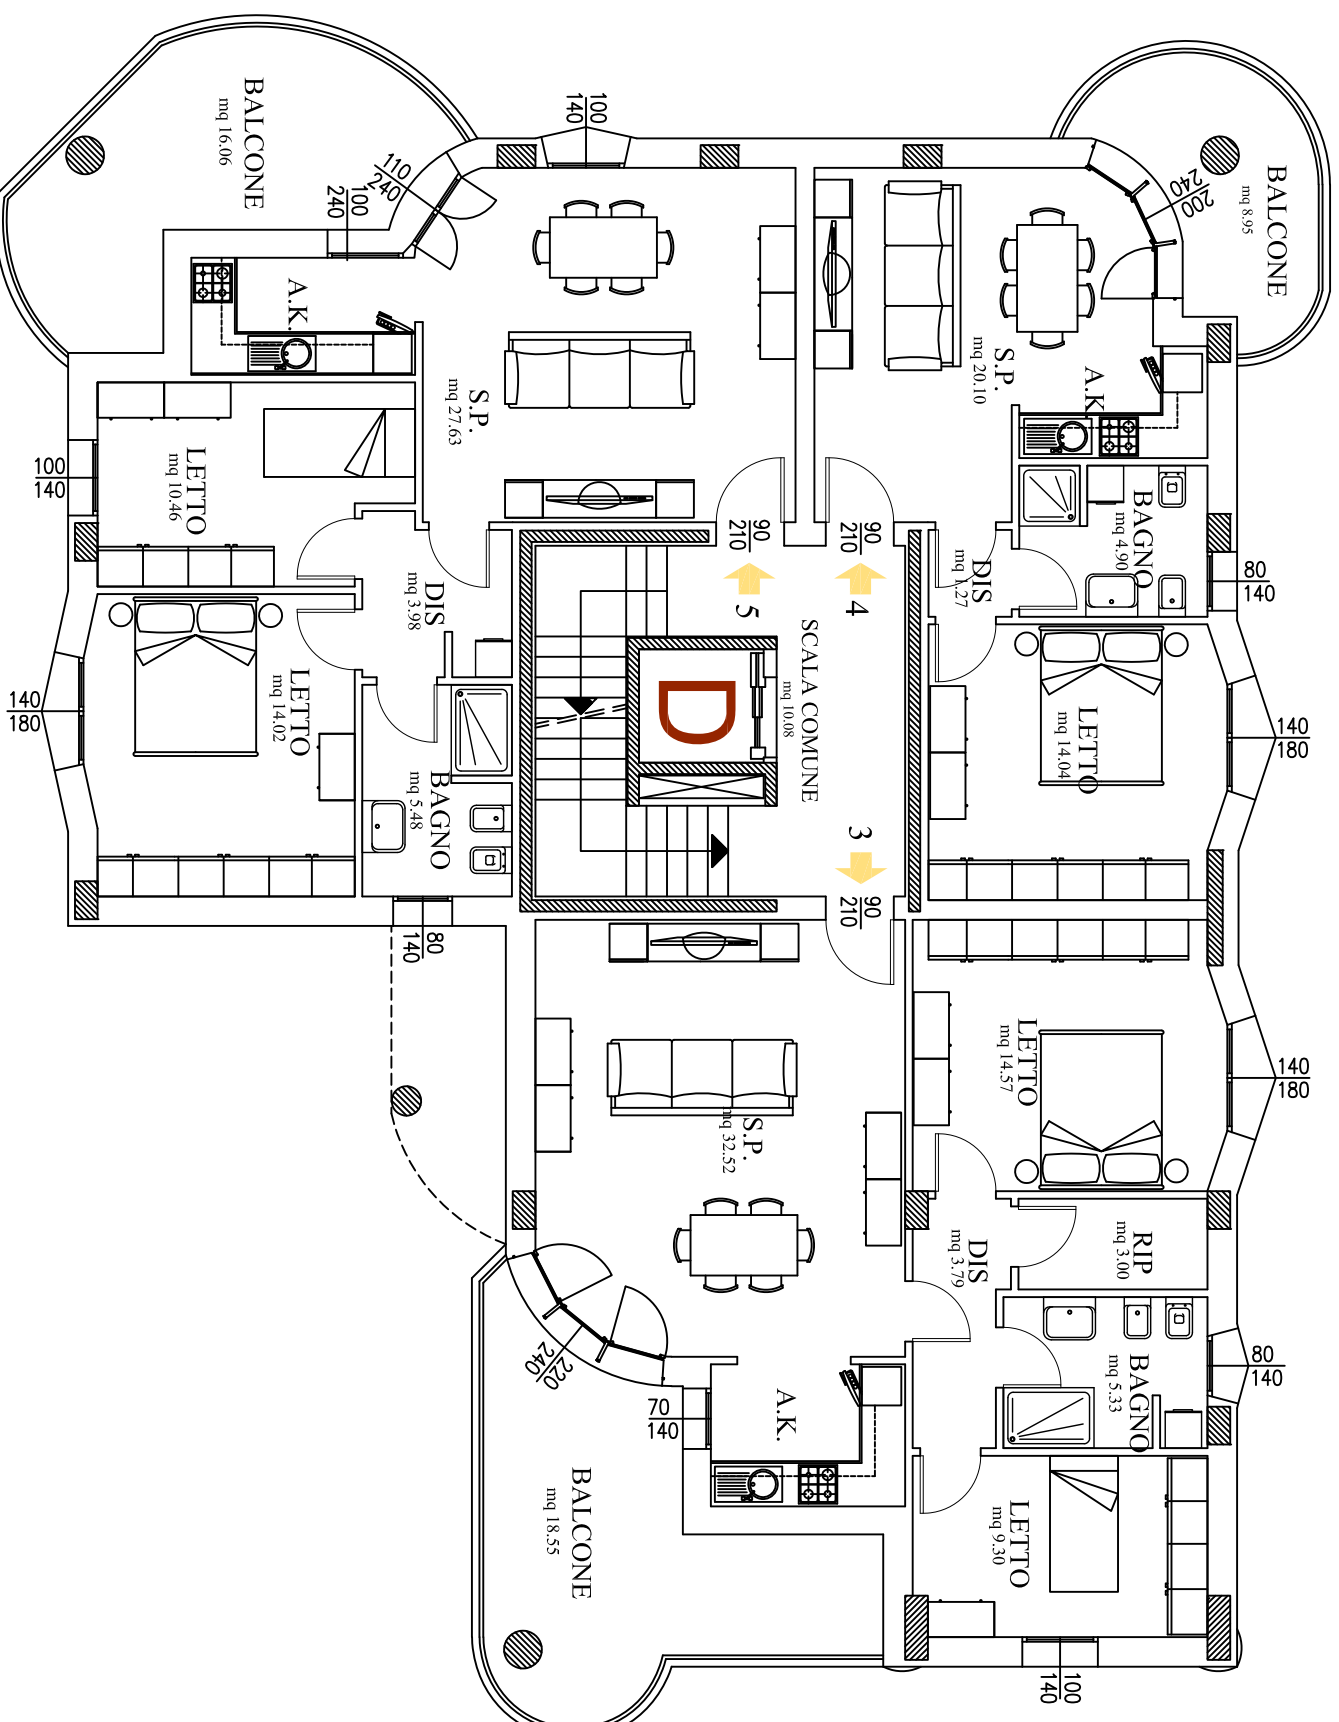 BALCONE
mq 16.06
BALCONE
mq 8.95
100
140
110
240
100
240
200
240
A.K.
S.P.
mq 27.63
S.P.
mq 20.10
A.K.
LETTO
mq 10.46
100
140
90
210
5
90
210
4
BAGNO
mq 4.90
80
140
DIS
mq 1.27
DIS
mq 3.98
SCALA COMUNE
mq 10.08
D
LETTO
mq 14.02
140
180
LETTO
mq 14.04
140
180
BAGNO
mq 5.48
80
140
3
90
210
LETTO
mq 14.57
140
180
S.P.
mq 32.52
DIS
mq 3.79
RIP
mq 3.00
BAGNO
mq 5.33
80
140
220
240
70
140
A.K.
BALCONE
mq 18.55
LETTO
mq 9.30
100
140